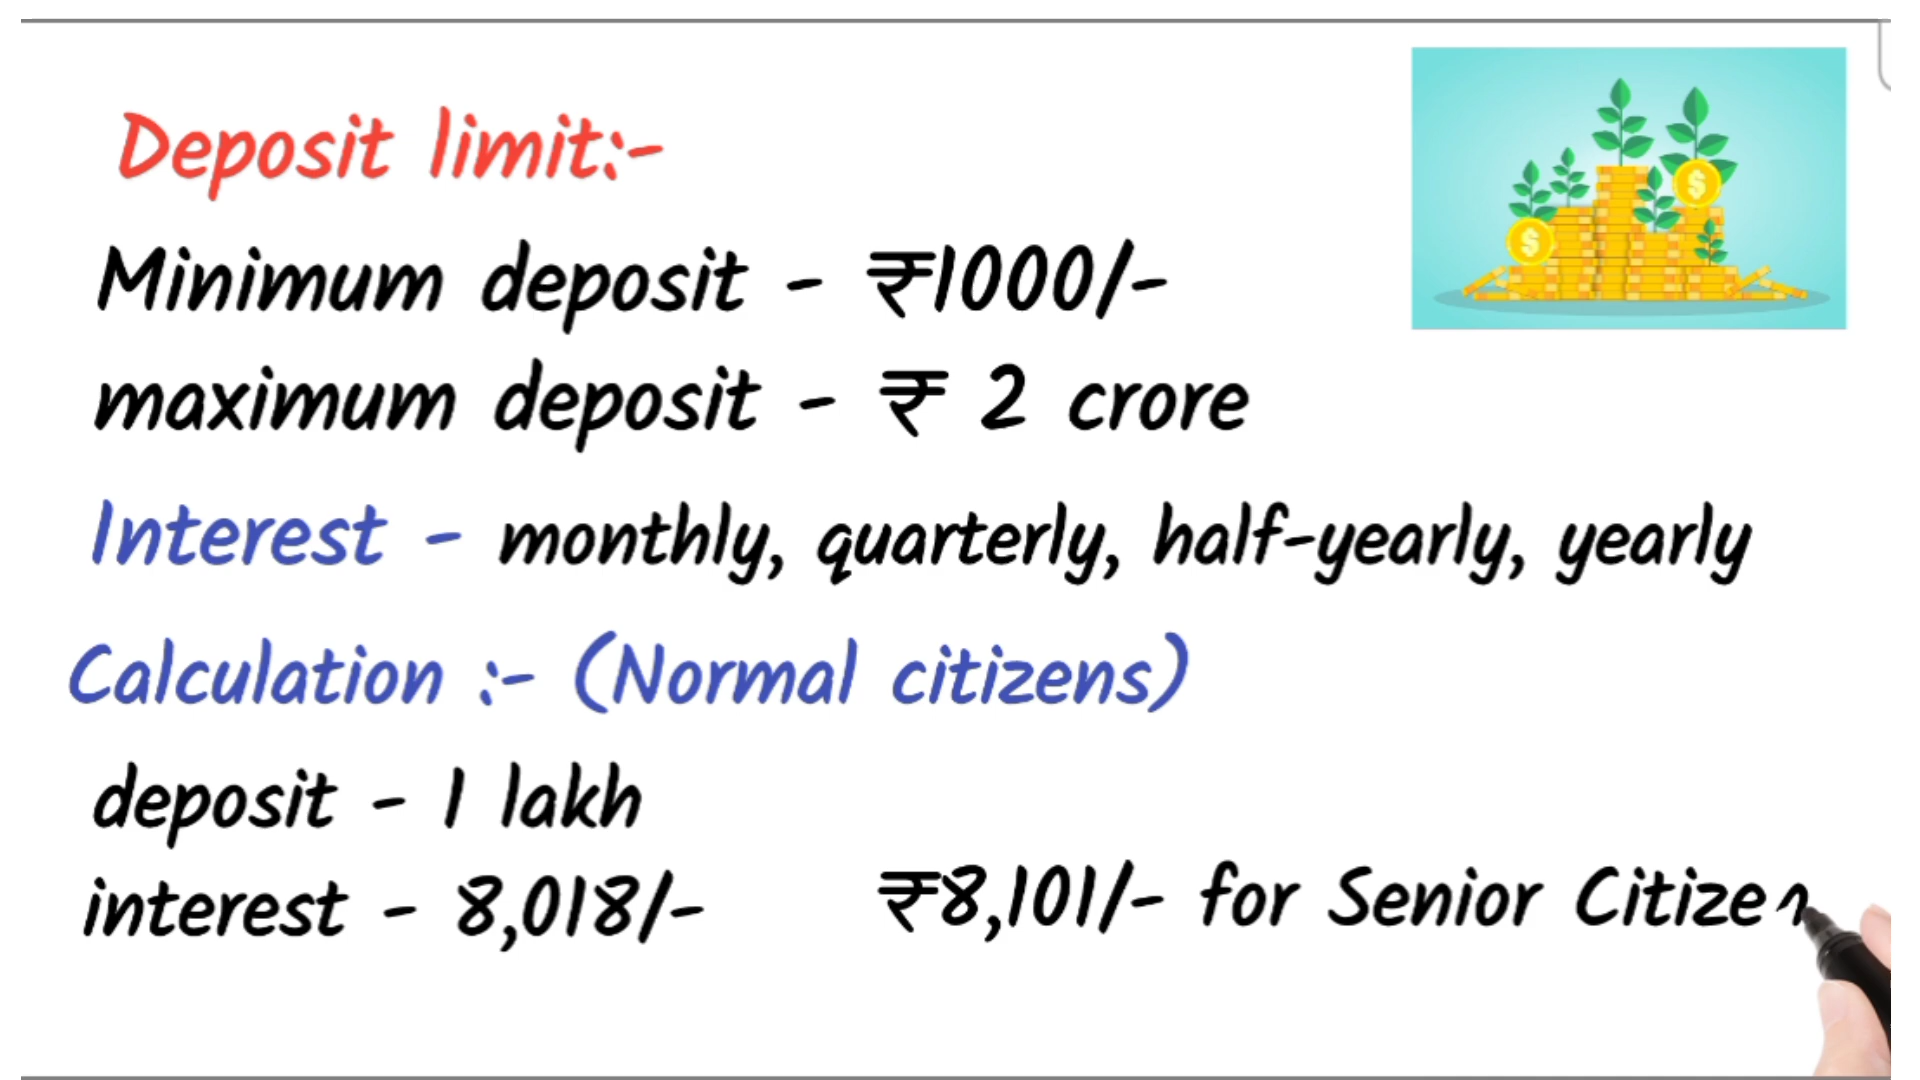 Deposit limit:-
Minimum deposit - ₹1000/-
maximum deposit - ₹ 2 crore
Interest - monthly, quarterly, half-yearly, yearly
Calculation :- (Normal citizens)
deposit - 1 lakh
interest - 8,018/- ₹8,101/- for Senior Citizen